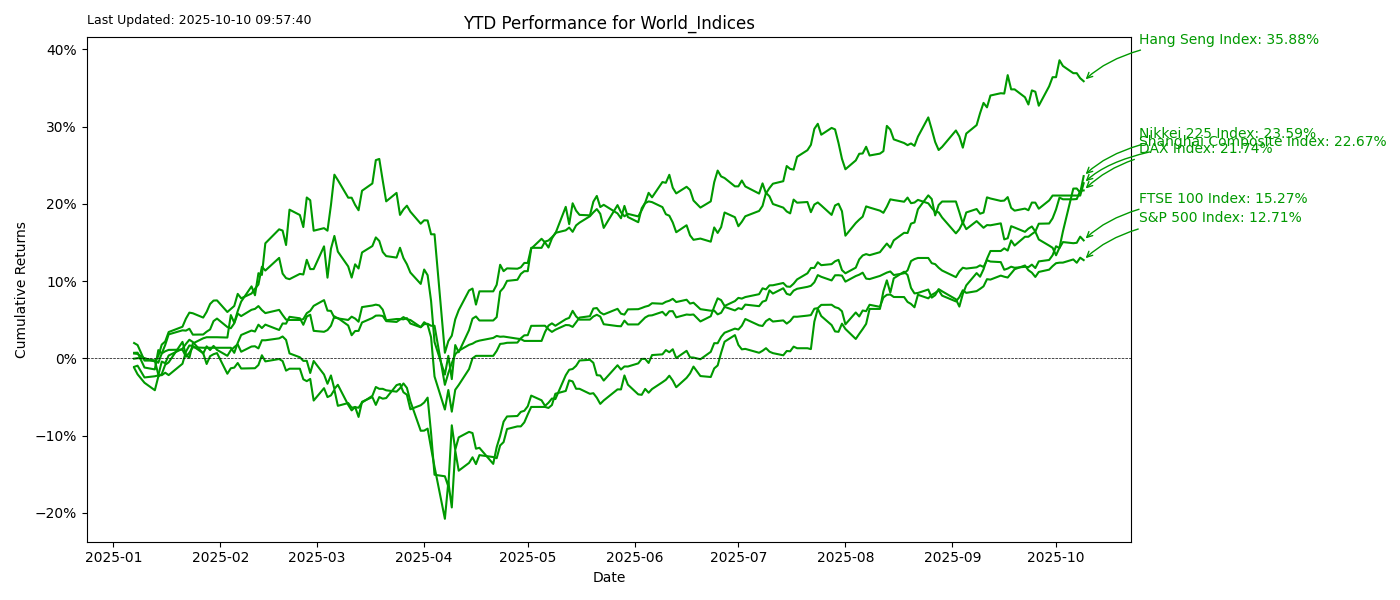 Last Updated: 2025-10-10 09:57:40
YTD Performance for World_Indices
Hang Seng Index: 35.88%
Nikkei 225 Index: 23.59%
Shanghai Composite Index: 22.67%
DAX Index: 21.74%
FTSE 100 Index: 15.27%
S&P 500 Index: 12.71%
Cumulative Returns
40%
30%
20%
10%
0%
−10%
−20%
2025-01 2025-02 2025-03 2025-04 2025-05 2025-06 2025-07 2025-08 2025-09 2025-10
Date